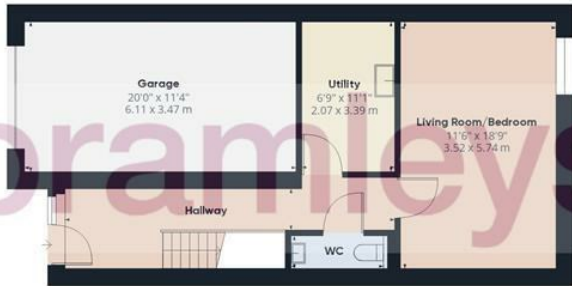 Garage
20'0" x 11'4"
6.11 x 3.47 m
Utility
6'9" x 11'1"
2.07 x 3.39 m
Living Room/Bedroom
11'6" x 18'9"
3.52 x 5.74 m
bramleys
Hallway
WC